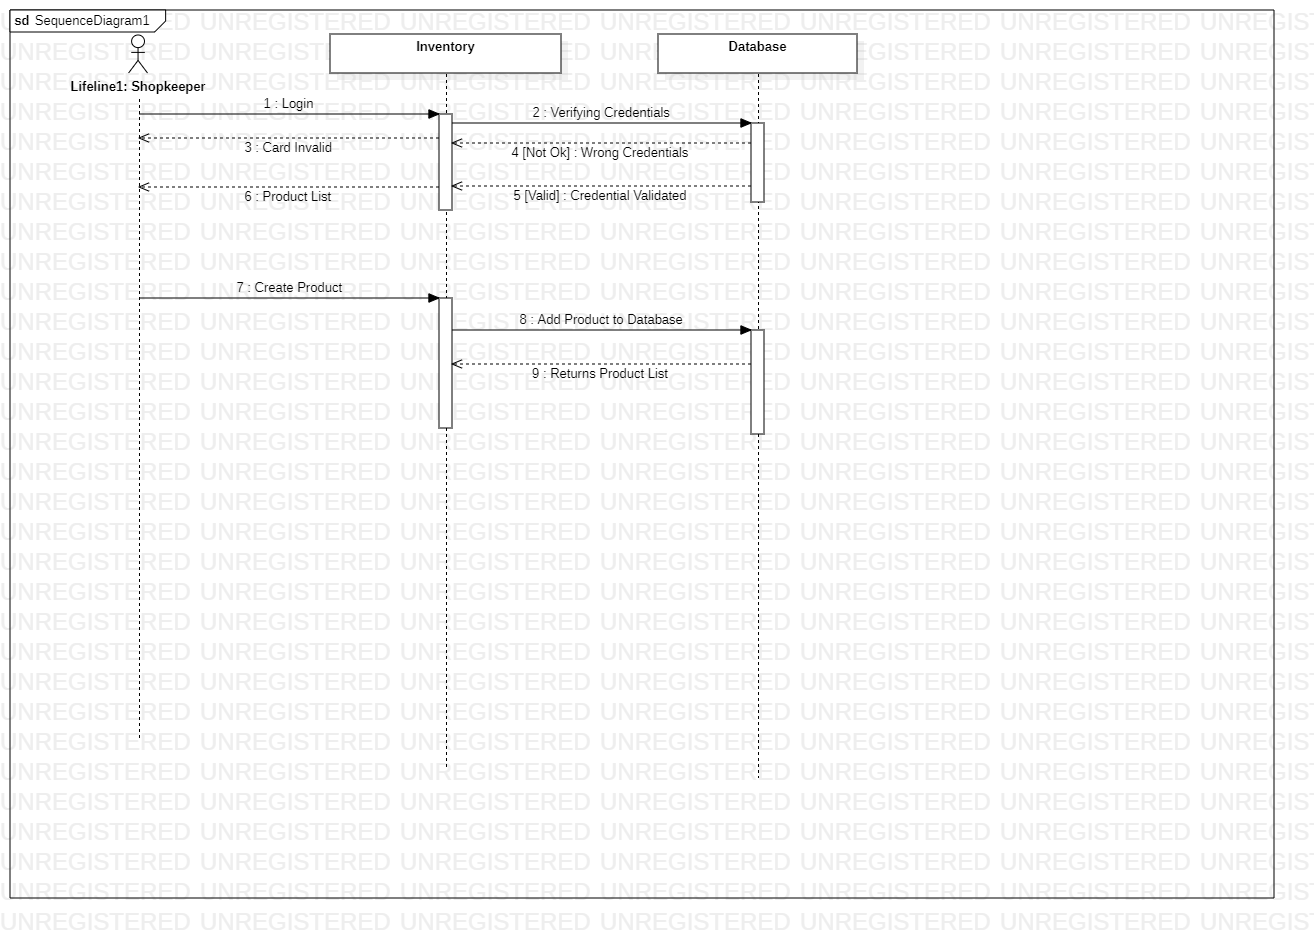 sd SequenceDiagram1
Inventory
Database
Lifeline1: Shopkeeper
1 : Login
2 : Verifying Credentials
3 : Card Invalid
4 [Not Ok] : Wrong Credentials
6 : Product List
5 [Valid] : Credential Validated
7 : Create Product
8 : Add Product to Database
9 : Returns Product List
UNREGISTERED UNREGISTERED UNREGISTERED UNREGISTERED UNREGISTERED UNREGISTERED